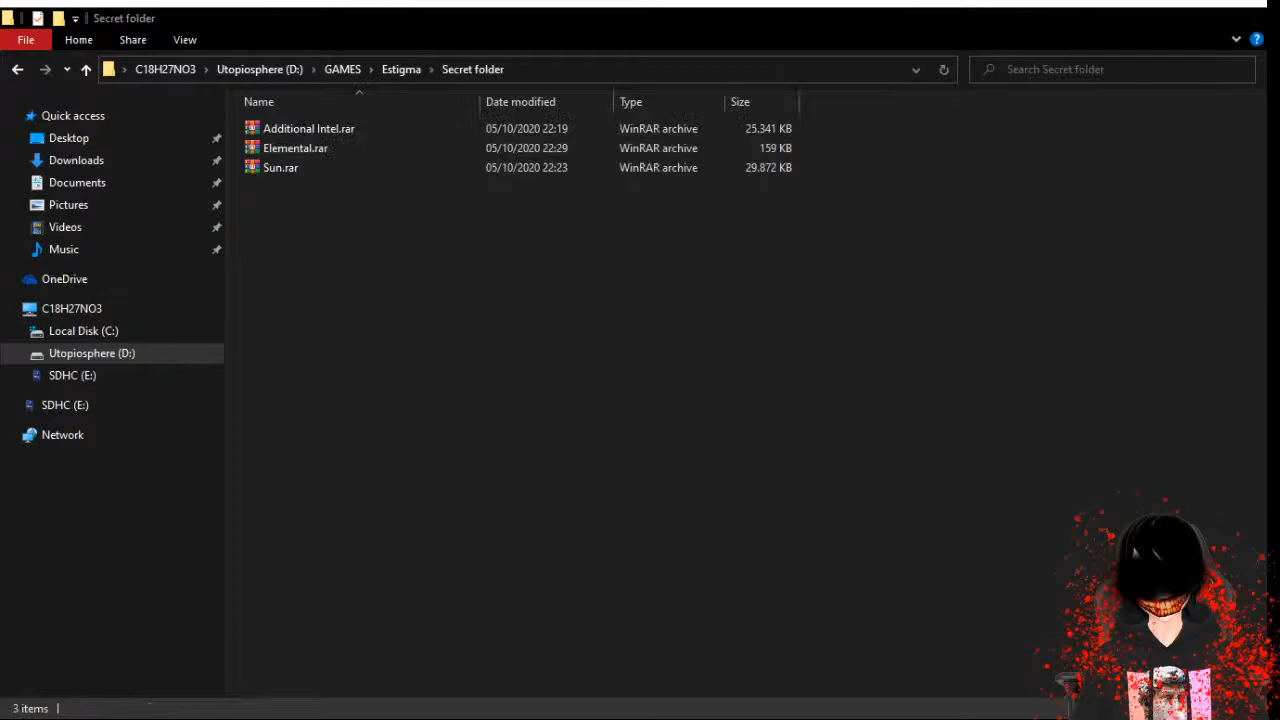 Secret folder
File Home Share View
C18H27NO3 Utopiosphere (D:) GAMES Estigma Secret folder Search Secret folder
Name Date modified Type Size
Additional Intel.rar 05/10/2020 22:19 WinRAR archive 25.341 KB
Elemental.rar 05/10/2020 22:29 WinRAR archive 159 KB
Sun.rar 05/10/2020 22:23 WinRAR archive 29.872 KB
Quick access
Desktop
Downloads
Documents
Pictures
Videos
Music
OneDrive
C18H27NO3
Local Disk (C:)
Utopiosphere (D:)
SDHC (E:)
SDHC (E:)
Network
3 items